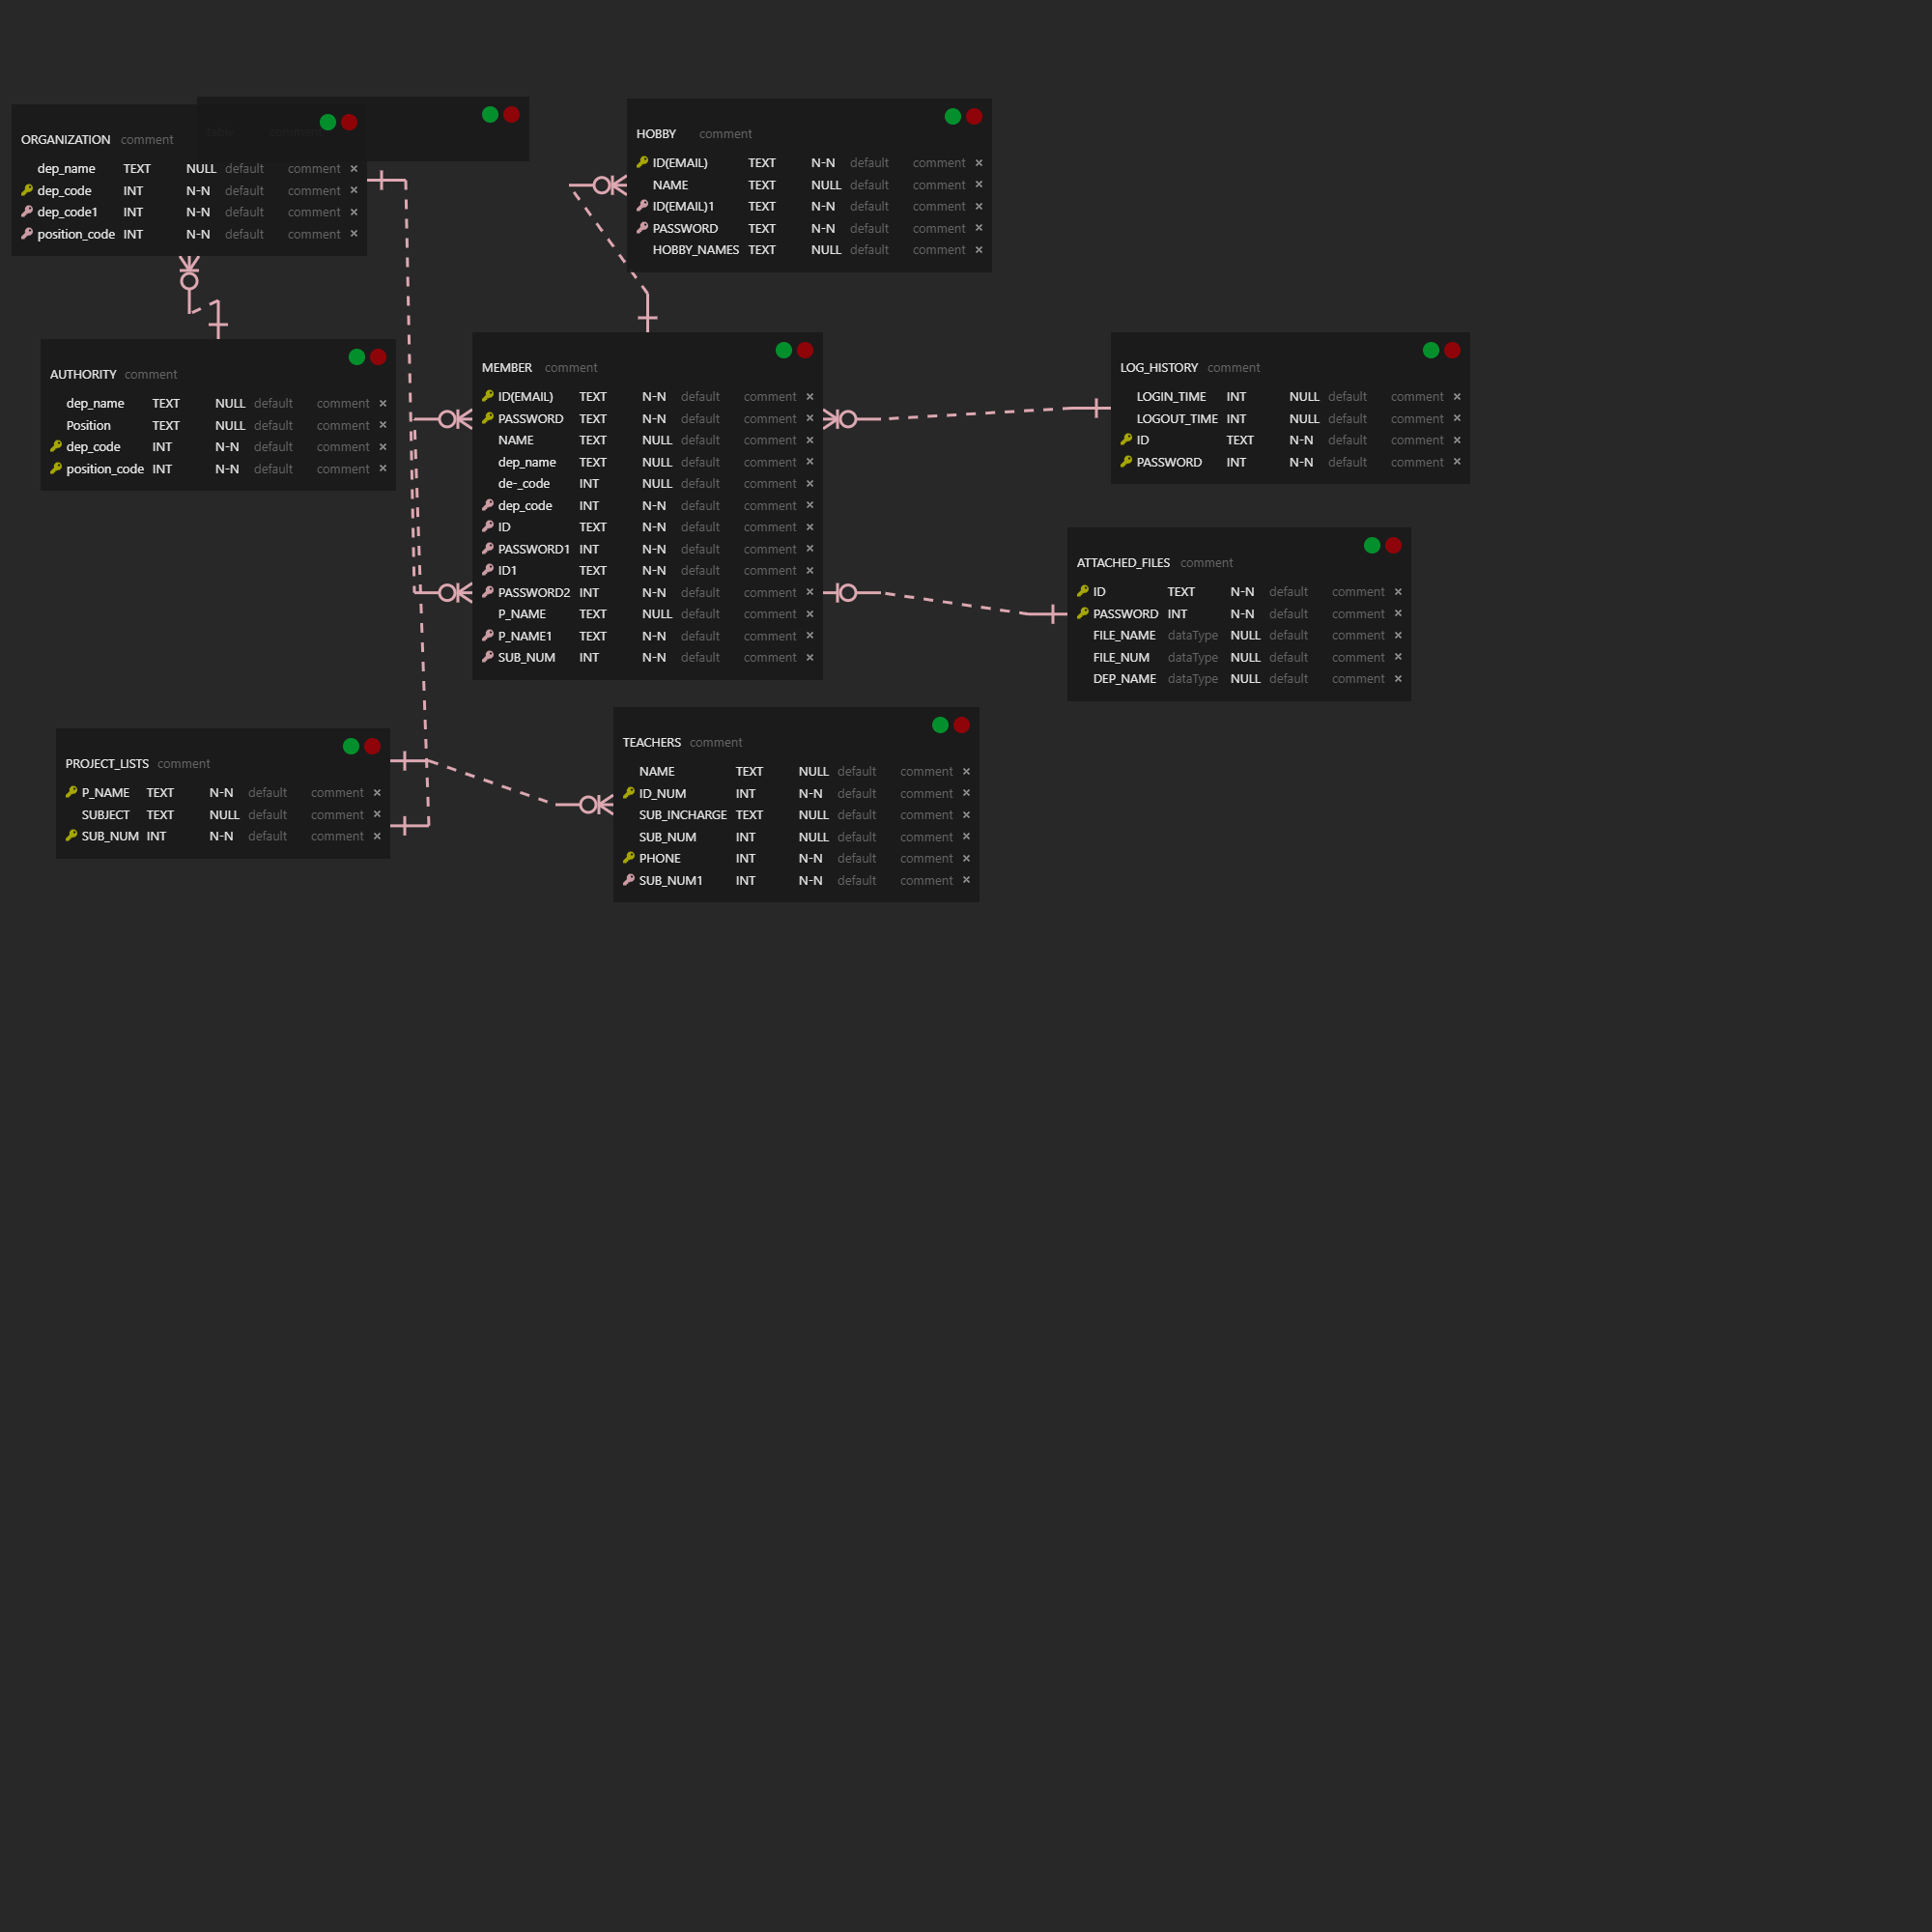 table comment
ORGANIZATION comment
dep_name TEXT NULL default comment ×
dep_code INT N-N default comment ×
dep_code1 INT N-N default comment ×
position_code INT N-N default comment ×
HOBBY comment
ID(EMAIL) TEXT N-N default comment ×
NAME TEXT NULL default comment ×
ID(EMAIL)1 TEXT N-N default comment ×
PASSWORD TEXT N-N default comment ×
HOBBY_NAMES TEXT NULL default comment ×
AUTHORITY comment
dep_name TEXT NULL default comment ×
Position TEXT NULL default comment ×
dep_code INT N-N default comment ×
position_code INT N-N default comment ×
MEMBER comment
ID(EMAIL) TEXT N-N default comment ×
PASSWORD TEXT N-N default comment ×
NAME TEXT NULL default comment ×
dep_name TEXT NULL default comment ×
de-_code INT NULL default comment ×
dep_code INT N-N default comment ×
ID TEXT N-N default comment ×
PASSWORD1 INT N-N default comment ×
ID1 TEXT N-N default comment ×
PASSWORD2 INT N-N default comment ×
P_NAME TEXT NULL default comment ×
P_NAME1 TEXT N-N default comment ×
SUB_NUM INT N-N default comment ×
LOG_HISTORY comment
LOGIN_TIME INT NULL default comment ×
LOGOUT_TIME INT NULL default comment ×
ID TEXT N-N default comment ×
PASSWORD INT N-N default comment ×
ATTACHED_FILES comment
ID TEXT N-N default comment ×
PASSWORD INT N-N default comment ×
FILE_NAME dataType NULL default comment ×
FILE_NUM dataType NULL default comment ×
DEP_NAME dataType NULL default comment ×
PROJECT_LISTS comment
P_NAME TEXT N-N default comment ×
SUBJECT TEXT NULL default comment ×
SUB_NUM INT N-N default comment ×
TEACHERS comment
NAME TEXT NULL default comment ×
ID_NUM INT N-N default comment ×
SUB_INCHARGE TEXT NULL default comment ×
SUB_NUM INT NULL default comment ×
PHONE INT N-N default comment ×
SUB_NUM1 INT N-N default comment ×